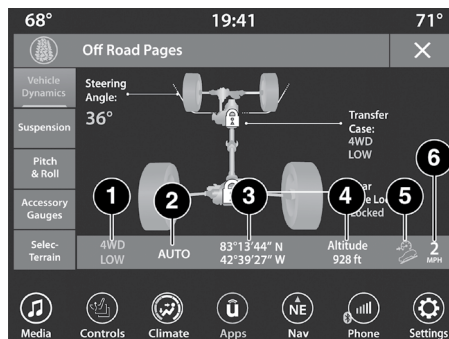 68°
19:41
71°
Off Road Pages
Vehicle
Dynamics
Suspension
Pitch
& Roll
Accessory
Gauges
Selec-
Terrain
Steering
Angle:
36°
Transfer
Case:
4WD
LOW
Locked
1
2
3
4
5
6
4WD
LOW
AUTO
83°13'44" N
42°39'27" W
Altitude
928 ft
2
MPH
Media
Controls
Climate
Apps
NE
Nav
Phone
Settings